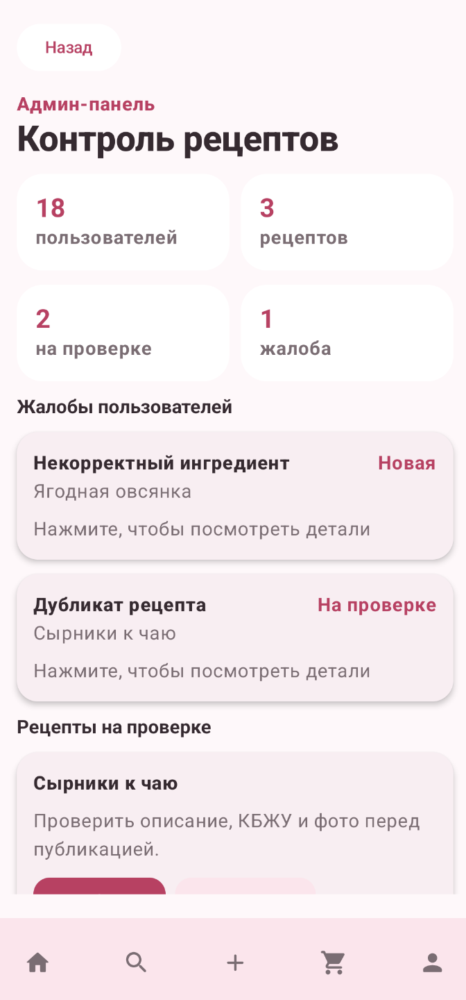 Назад
Админ-панель
Контроль рецептов
18
пользователей
3
рецептов
2
на проверке
1
жалоба
Жалобы пользователей
Некорректный ингредиент
Новая
Ягодная овсянка
Нажмите, чтобы посмотреть детали
Дубликат рецепта
На проверке
Сырники к чаю
Нажмите, чтобы посмотреть детали
Рецепты на проверке
Сырники к чаю
Проверить описание, КБЖУ и фото перед
публикацией.